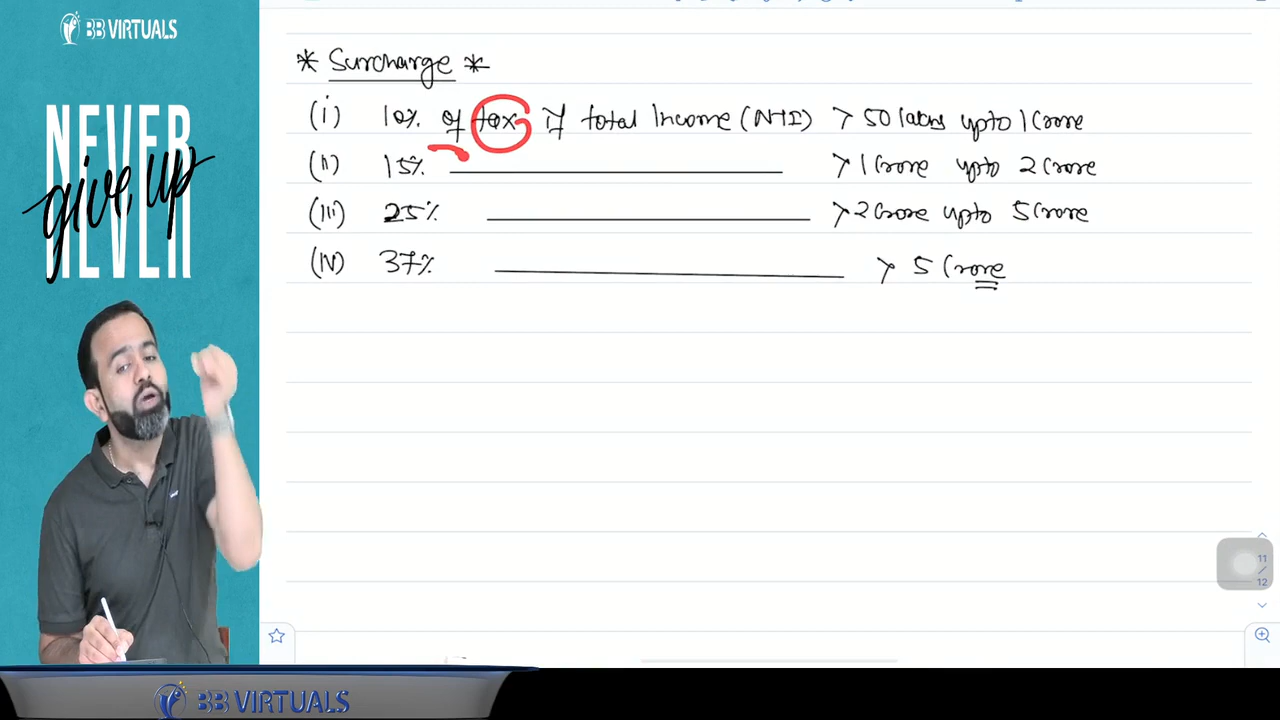 BB VIRTUALS
NEVER
give up
NEVER
* Surcharge *
(i) 10% of tax if total Income (NTI) > 50 lakhs upto 1 Crore
(ii) 15% > 1 Crore upto 2 Crore
(iii) 25% > 2 Crore upto 5 Crore
(iv) 37% > 5 Crore
11
/
12
BB VIRTUALS